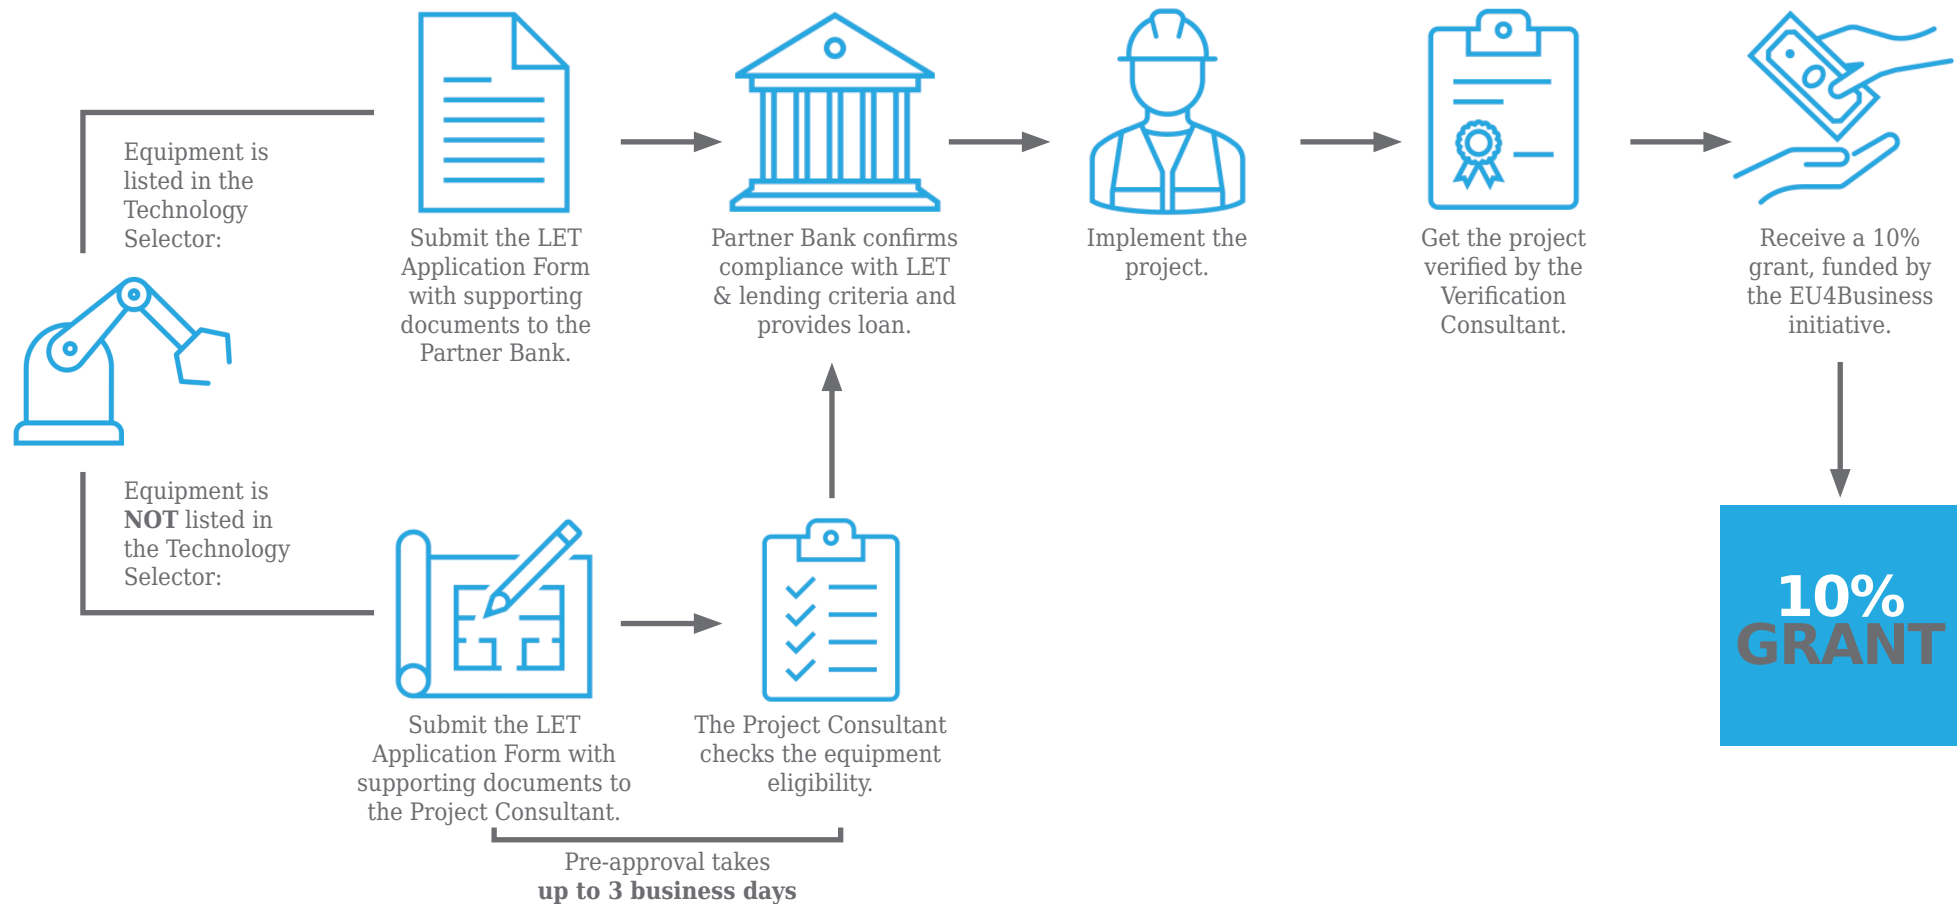 Equipment is
listed in the
Technology
Selector:
Submit the LET
Application Form
with supporting
documents to the
Partner Bank.
Partner Bank confirms
compliance with LET
& lending criteria and
provides loan.
Implement the
project.
Get the project
verified by the
Verification
Consultant.
Receive a 10%
grant, funded by
the EU4Business
initiative.
Equipment is
NOT listed in
the Technology
Selector:
Submit the LET
Application Form with
supporting documents to
the Project Consultant.
The Project Consultant
checks the equipment
eligibility.
Pre-approval takes
up to 3 business days
10%
GRANT